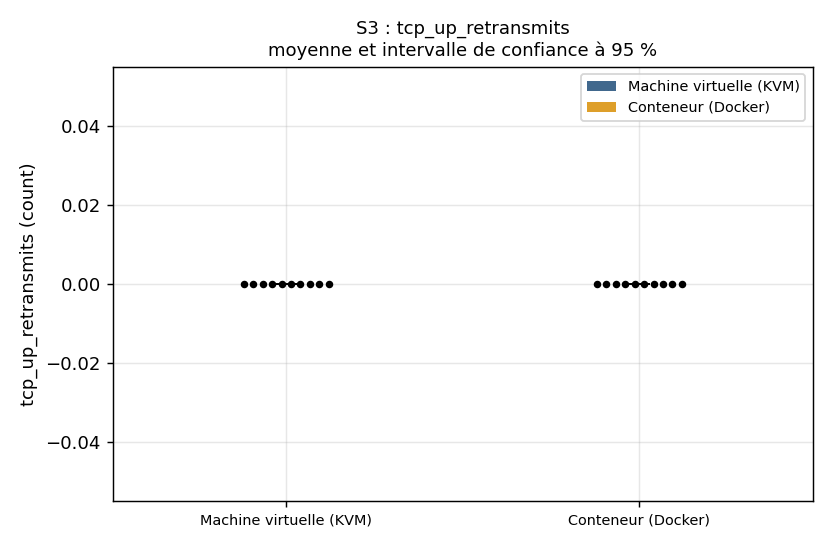 S3 : tcp_up_retransmits
moyenne et intervalle de confiance à 95 %
Machine virtuelle (KVM)
Conteneur (Docker)
tcp_up_retransmits (count)
0.04
0.02
0.00
−0.02
−0.04
Machine virtuelle (KVM)
Conteneur (Docker)